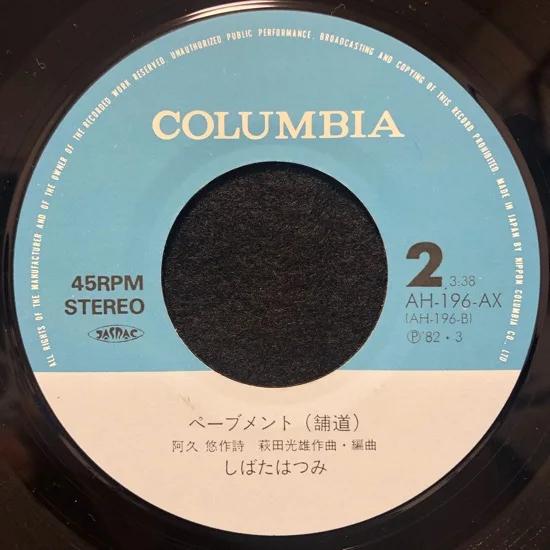 ALL RIGHTS OF THE MANUFACTURER AND OF THE OWNER OF THE RECORDED WORK RESERVED. UNAUTHORIZED PUBLIC PERFORMANCE, BROADCASTING AND COPYING OF THIS RECORD PROHIBITED. MADE IN JAPAN BY NIPPON COLUMBIA CO., LTD
COLUMBIA
45RPM
STEREO
JASRAC
2 3:38
AH-196-AX
(AH-196-B)
Ⓟ'82・3
ペーブメント（舗道）
阿久 悠作詩 萩田光雄作曲・編曲
しばたはつみ